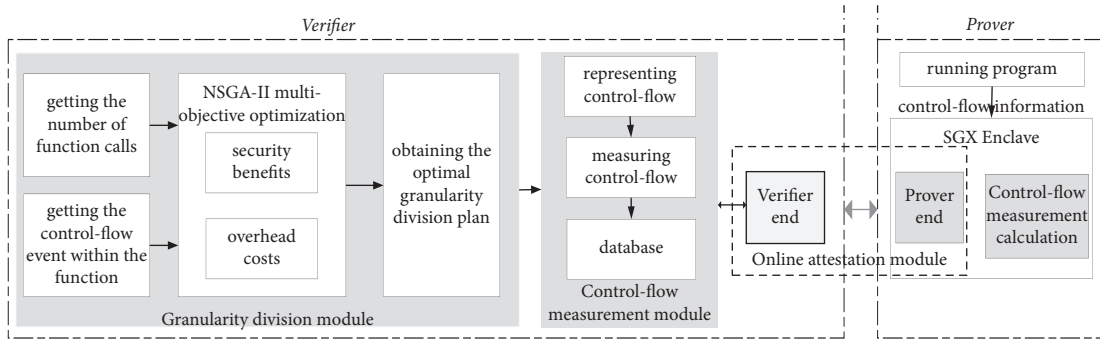 Verifier
Prover
getting the
number of
function calls
getting the
control-flow
event within the
function
NSGA-II multi-
objective optimization
security
benefits
overhead
costs
obtaining the
optimal
granularity
division plan
Granularity division module
representing
control-flow
measuring
control-flow
database
Control-flow
measurement module
Verifier
end
Online attestation module
running program
control-flow information
SGX Enclave
Prover
end
Control-flow
measurement
calculation